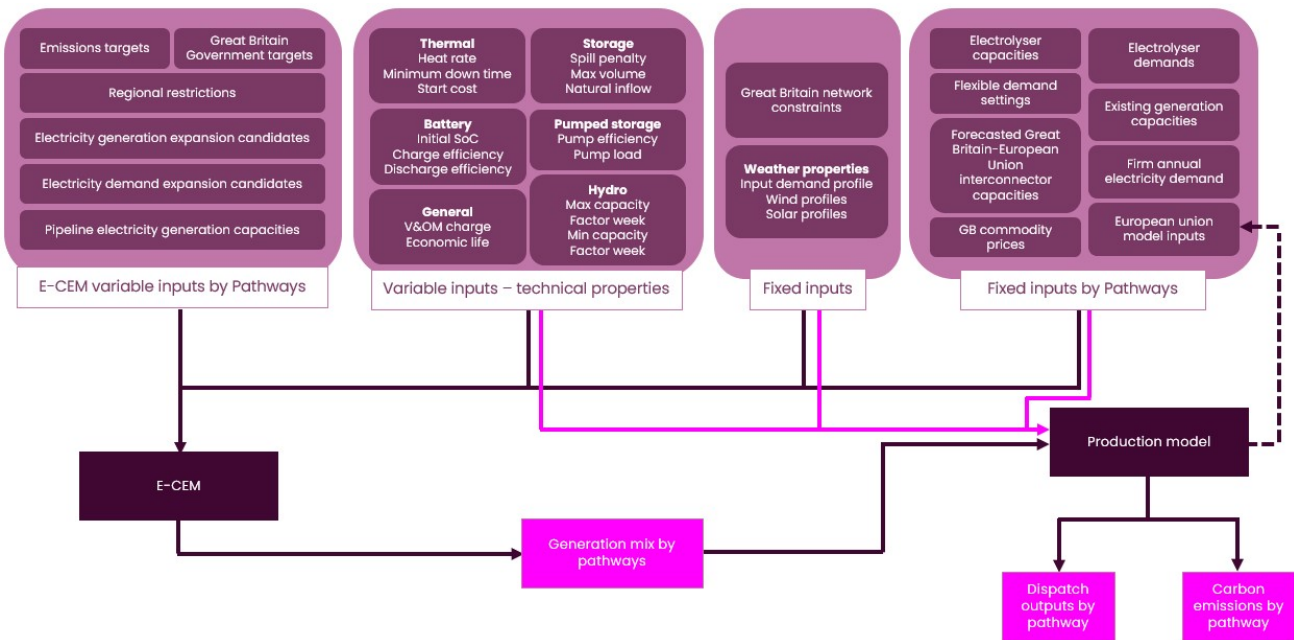 Emissions targets
Great Britain
Government targets
Regional restrictions
Electricity generation expansion candidates
Electricity demand expansion candidates
Pipeline electricity generation capacities
E-CEM variable inputs by Pathways
Thermal
Heat rate
Minimum down time
Start cost
Storage
Spill penalty
Max volume
Natural inflow
Battery
Initial SoC
Charge efficiency
Discharge efficiency
Pumped storage
Pump efficiency
Pump load
General
V&OM charge
Economic life
Hydro
Max capacity
Factor week
Min capacity
Factor week
Variable inputs – technical properties
Great Britain network
constraints
Weather properties
Input demand profile
Wind profiles
Solar profiles
Fixed inputs
Electrolyser
capacities
Electrolyser
demands
Flexible demand
settings
Existing generation
capacities
Forecasted Great
Britain-European
Union
interconnector
capacities
Firm annual
electricity demand
GB commodity
prices
European union
model inputs
Fixed inputs by Pathways
E-CEM
Production model
Generation mix by
pathways
Dispatch
outputs by
pathway
Carbon
emissions by
pathway